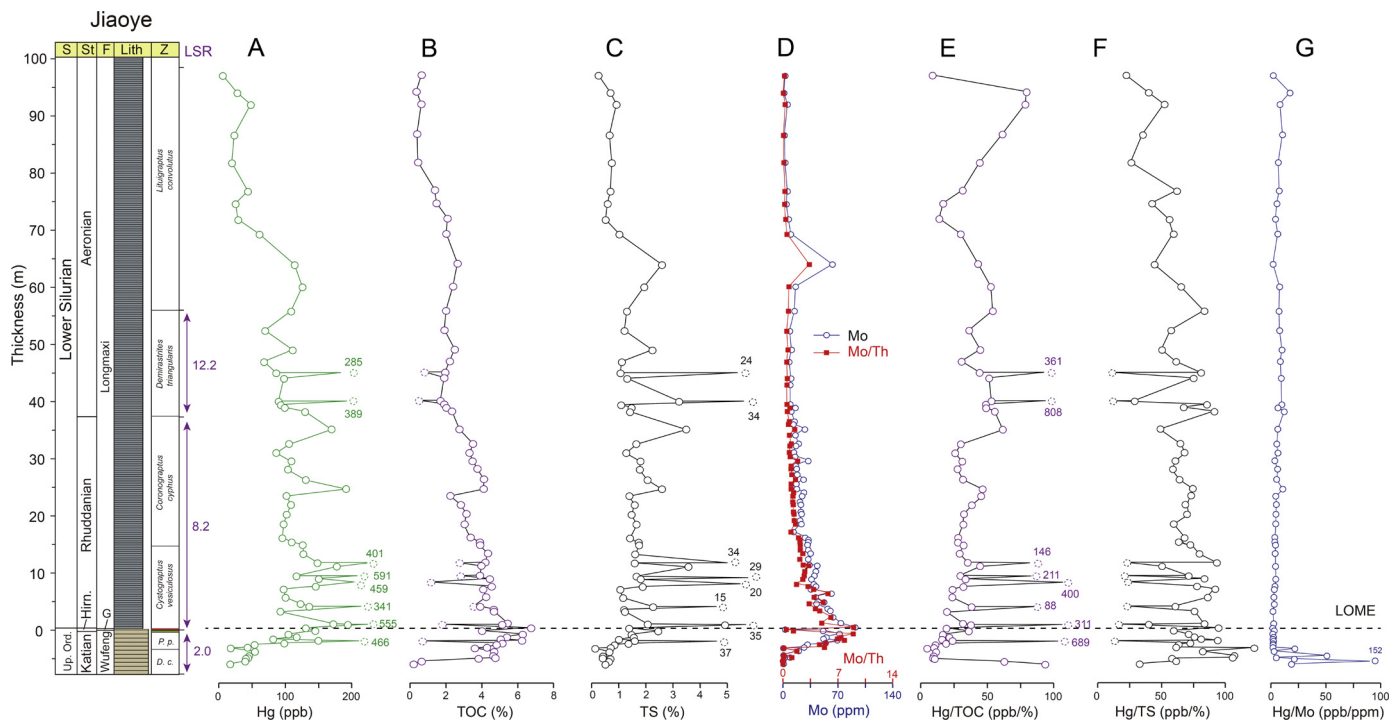 Jiaoye
A B C D E F G
S St F Lith Z LSR
Thickness (m)
100
90
80
70
60
50
40
30
20
10
0
Lower Silurian
Up. Ord.
Aeronian
Rhuddanian
Hirn.
Katian
Longmaxi
G
Wufeng
Lituigraptus
convolutus
Demirastrites
triangularis
Coronograptus
cyphus
Cystograptus
vesiculosus
P. p.
D. c.
12.2
8.2
2.0
285
389
401
591
459
341
555
466
24
34
34
29
20
15
35
37
Mo
Mo/Th
361
808
146
211
400
88
311
689
LOME
152
0 100 200
Hg (ppb)
0 2 4 6 8
TOC (%)
0 1 2 3 4 5
TS (%)
Mo/Th
0 7 14
0 70 140
Mo (ppm)
0 50 100
Hg/TOC (ppb/%)
0 50 100
Hg/TS (ppb/%)
0 50 100
Hg/Mo (ppb/ppm)